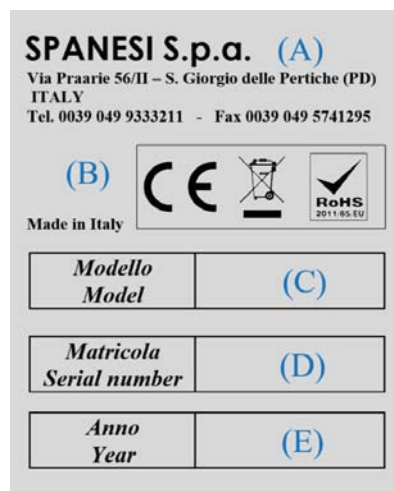 SPANESI S.p.a. (A)
Via Praarie 56/II – S. Giorgio delle Pertiche (PD)
ITALY
Tel. 0039 049 9333211 - Fax 0039 049 5741295
(B)
CE
RoHS
2011/65/EU
Made in Italy
Modello
Model
(C)
Matricola
Serial number
(D)
Anno
Year
(E)